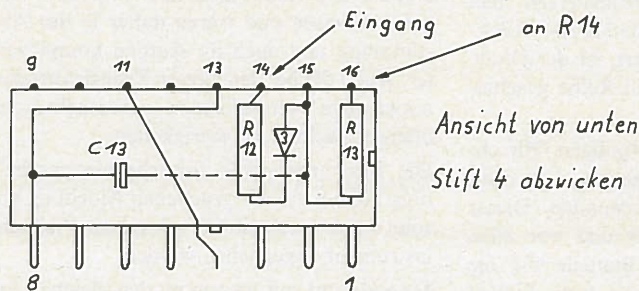 Eingang
an R14
9 11 13 14 15 16
C13
R 12
3
R 13
Ansicht von unten
Stift 4 abzwicken
8 1